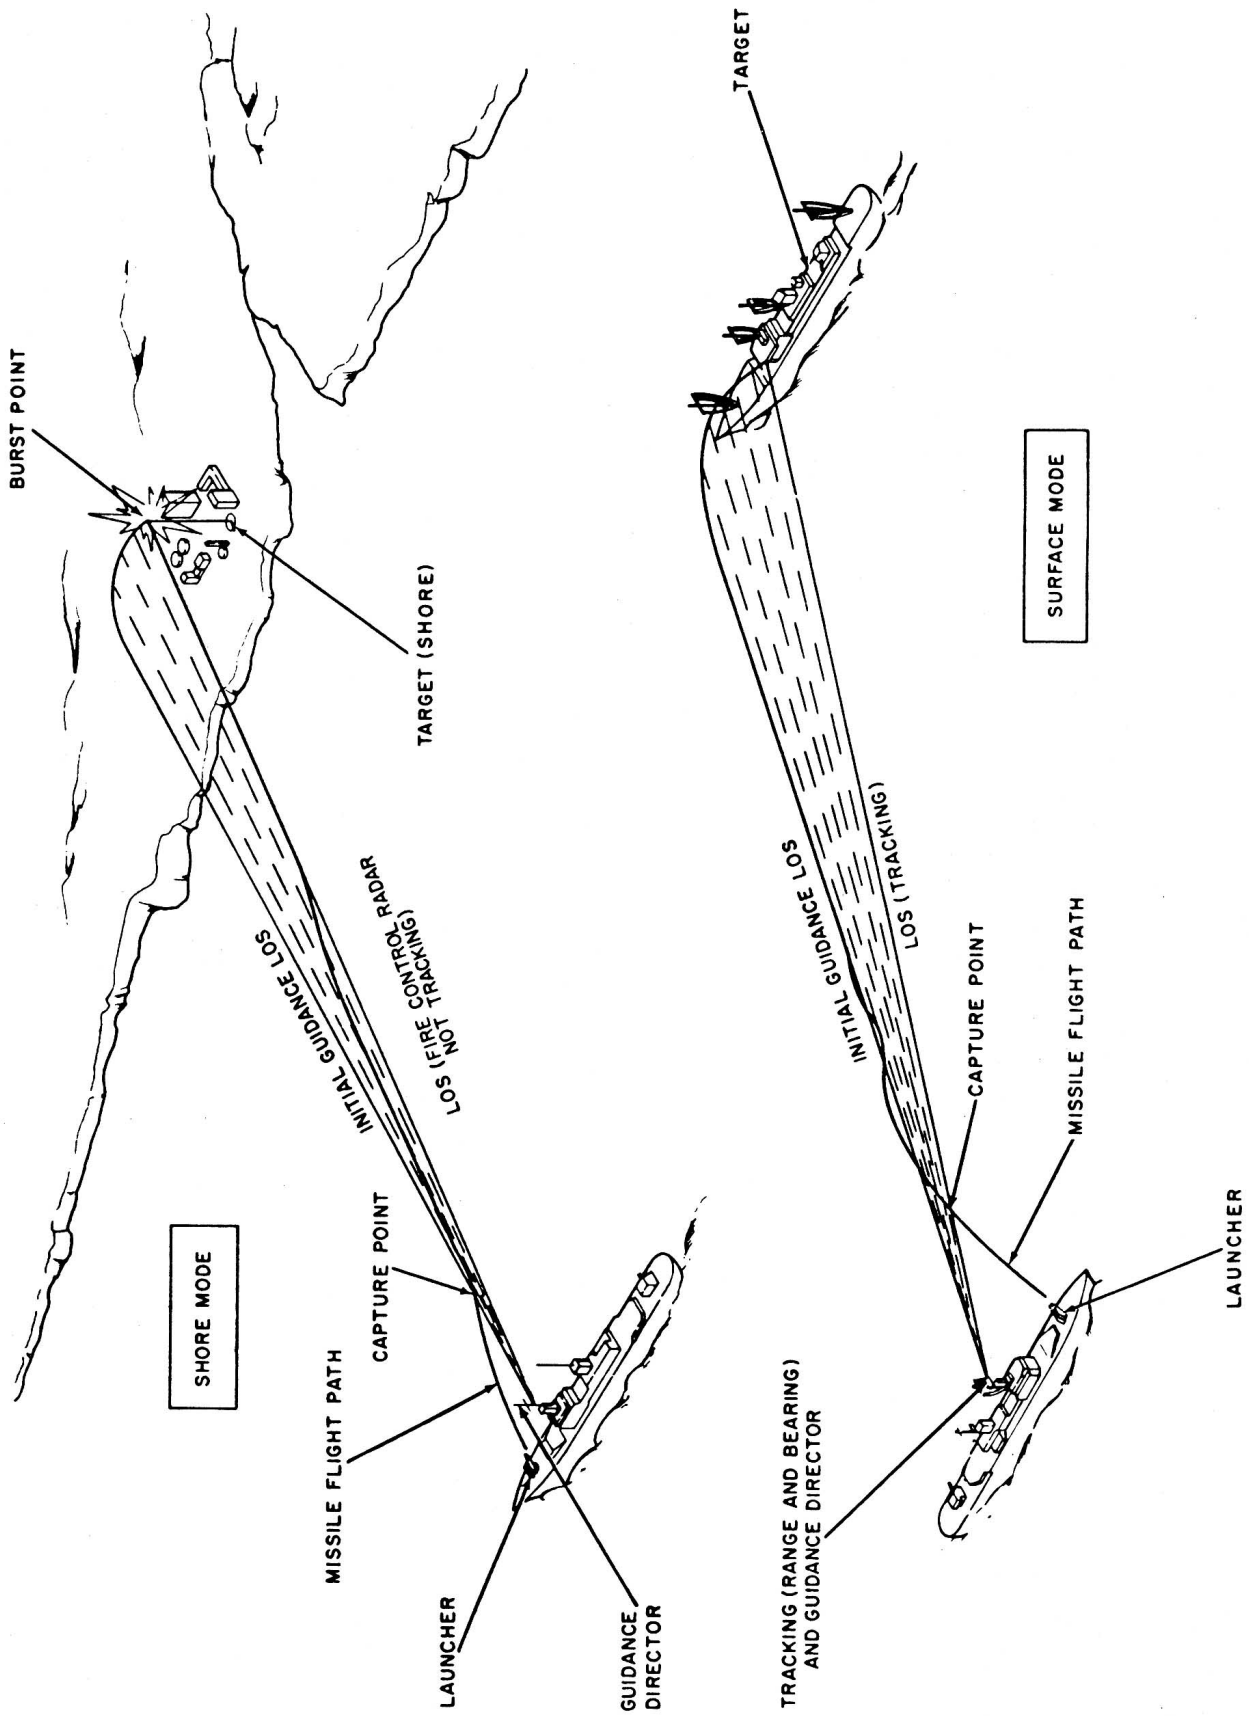 BURST POINT
TARGET (SHORE)
INITIAL GUIDANCE LOS
LOS (FIRE CONTROL RADAR
NOT TRACKING)
SHORE MODE
CAPTURE POINT
MISSILE FLIGHT PATH
LAUNCHER
GUIDANCE
DIRECTOR
TARGET
SURFACE MODE
INITIAL GUIDANCE LOS
LOS (TRACKING)
CAPTURE POINT
MISSILE FLIGHT PATH
LAUNCHER
TRACKING (RANGE AND BEARING)
AND GUIDANCE DIRECTOR